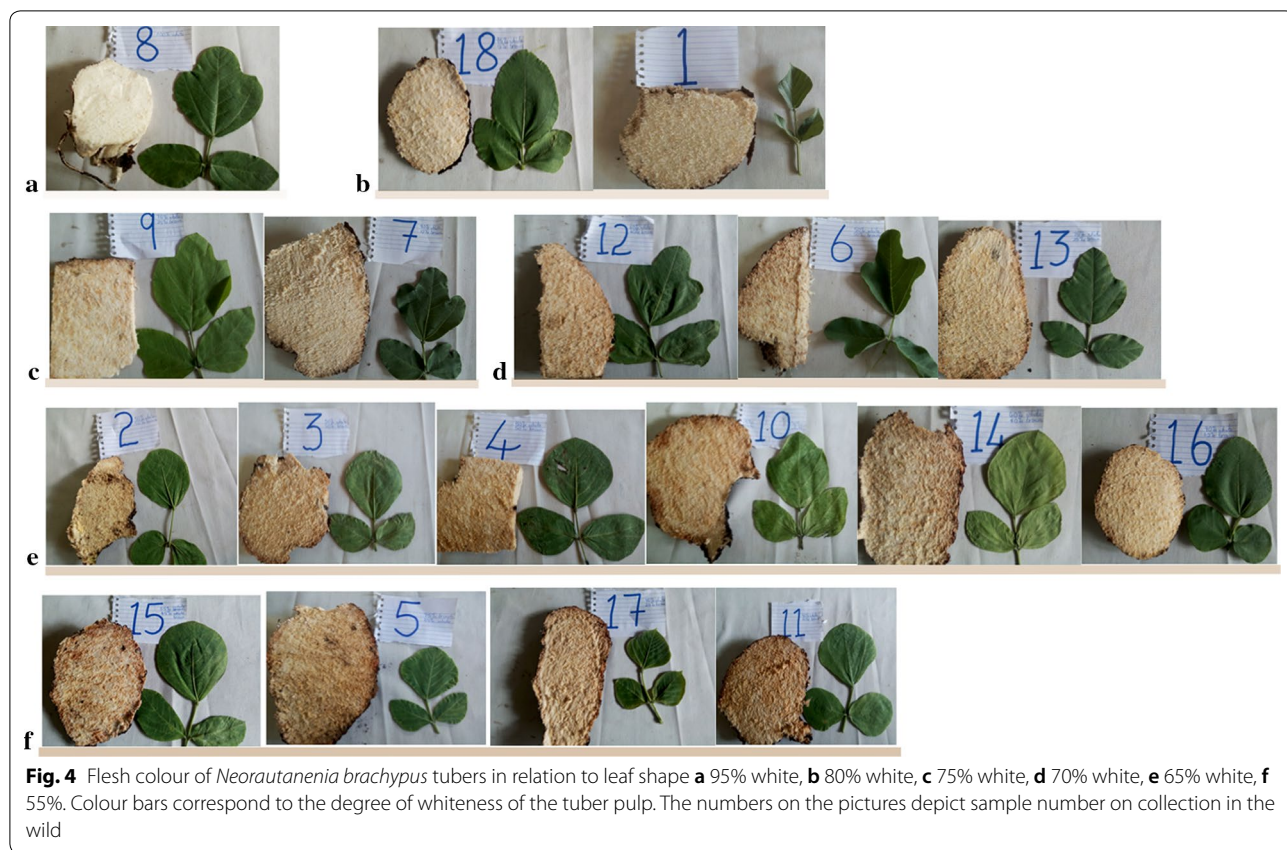 8
18
1
a
b
9
7
12
6
13
c
d
2
3
4
10
14
16
e
15
5
17
11
f
Fig. 4 Flesh colour of Neorautanenia brachypus tubers in relation to leaf shape a 95% white, b 80% white, c 75% white, d 70% white, e 65% white, f
55%. Colour bars correspond to the degree of whiteness of the tuber pulp. The numbers on the pictures depict sample number on collection in the
wild